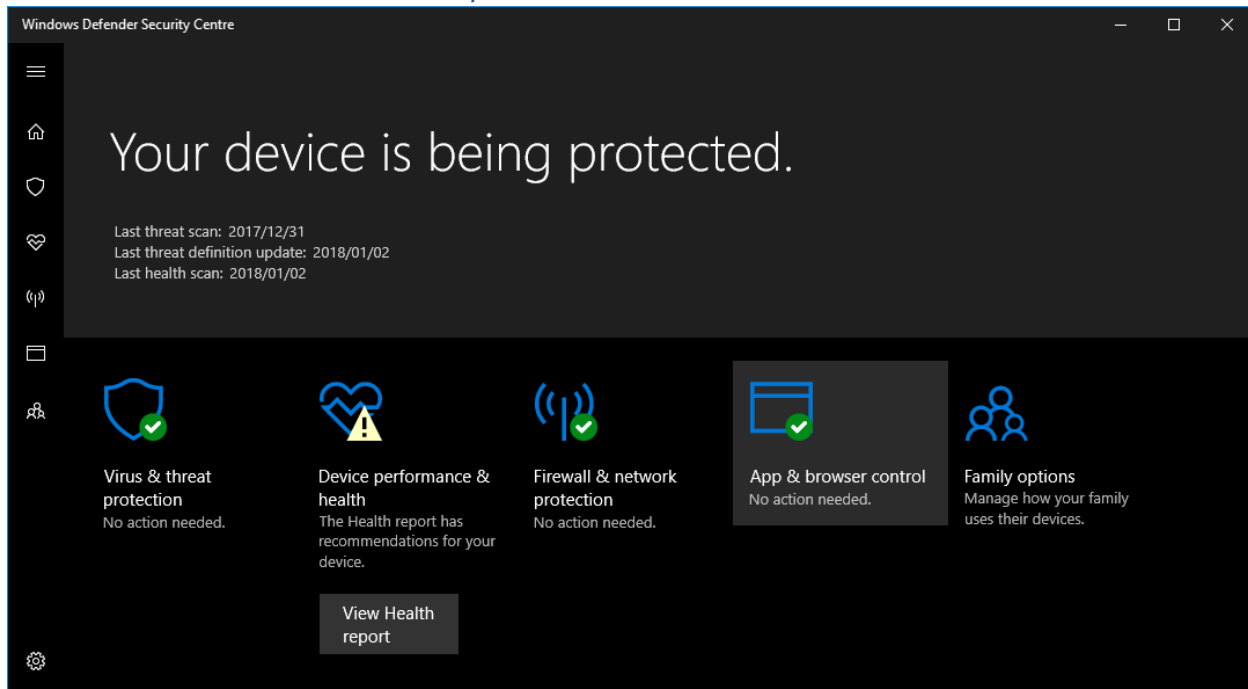 Windows Defender Security Centre
Your device is being protected.
Last threat scan: 2017/12/31
Last threat definition update: 2018/01/02
Last health scan: 2018/01/02
Virus & threat
protection
No action needed.
Device performance &
health
The Health report has
recommendations for your
device.
View Health
report
Firewall & network
protection
No action needed.
App & browser control
No action needed.
Family options
Manage how your family
uses their devices.